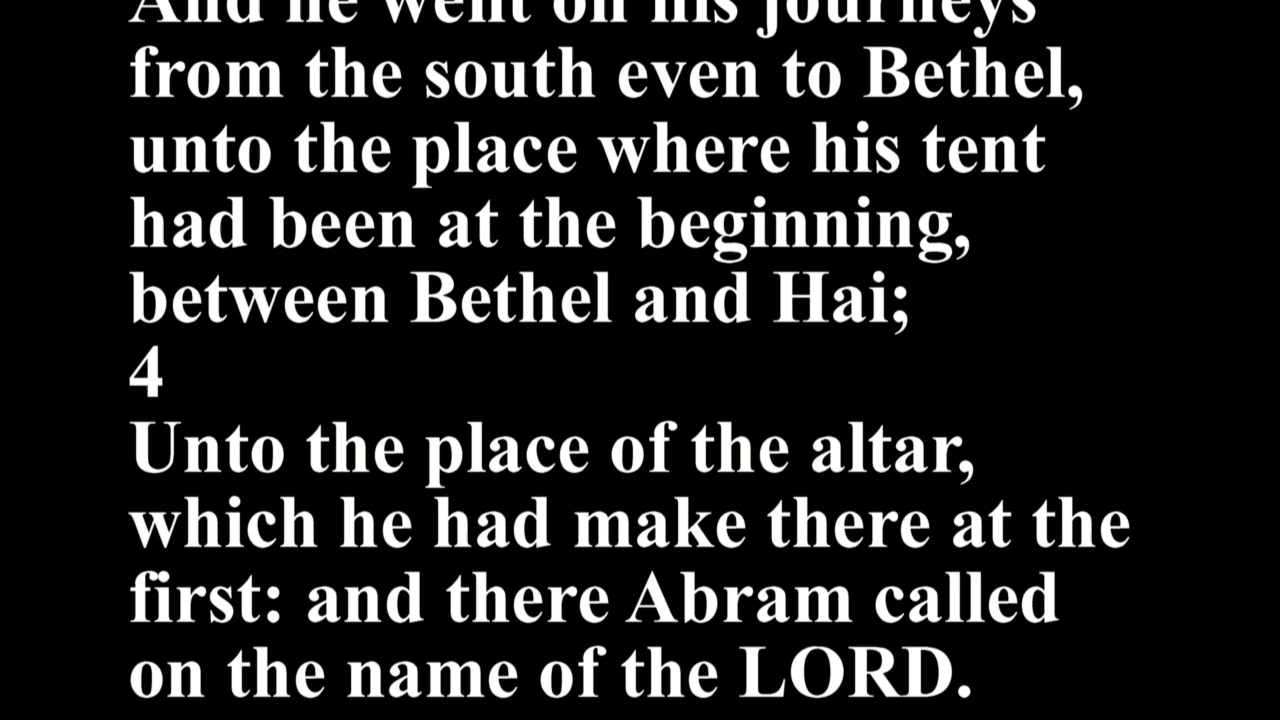 And he went on his journeys
from the south even to Bethel,
unto the place where his tent
had been at the beginning,
between Bethel and Hai;
4
Unto the place of the altar,
which he had make there at the
first: and there Abram called
on the name of the LORD.